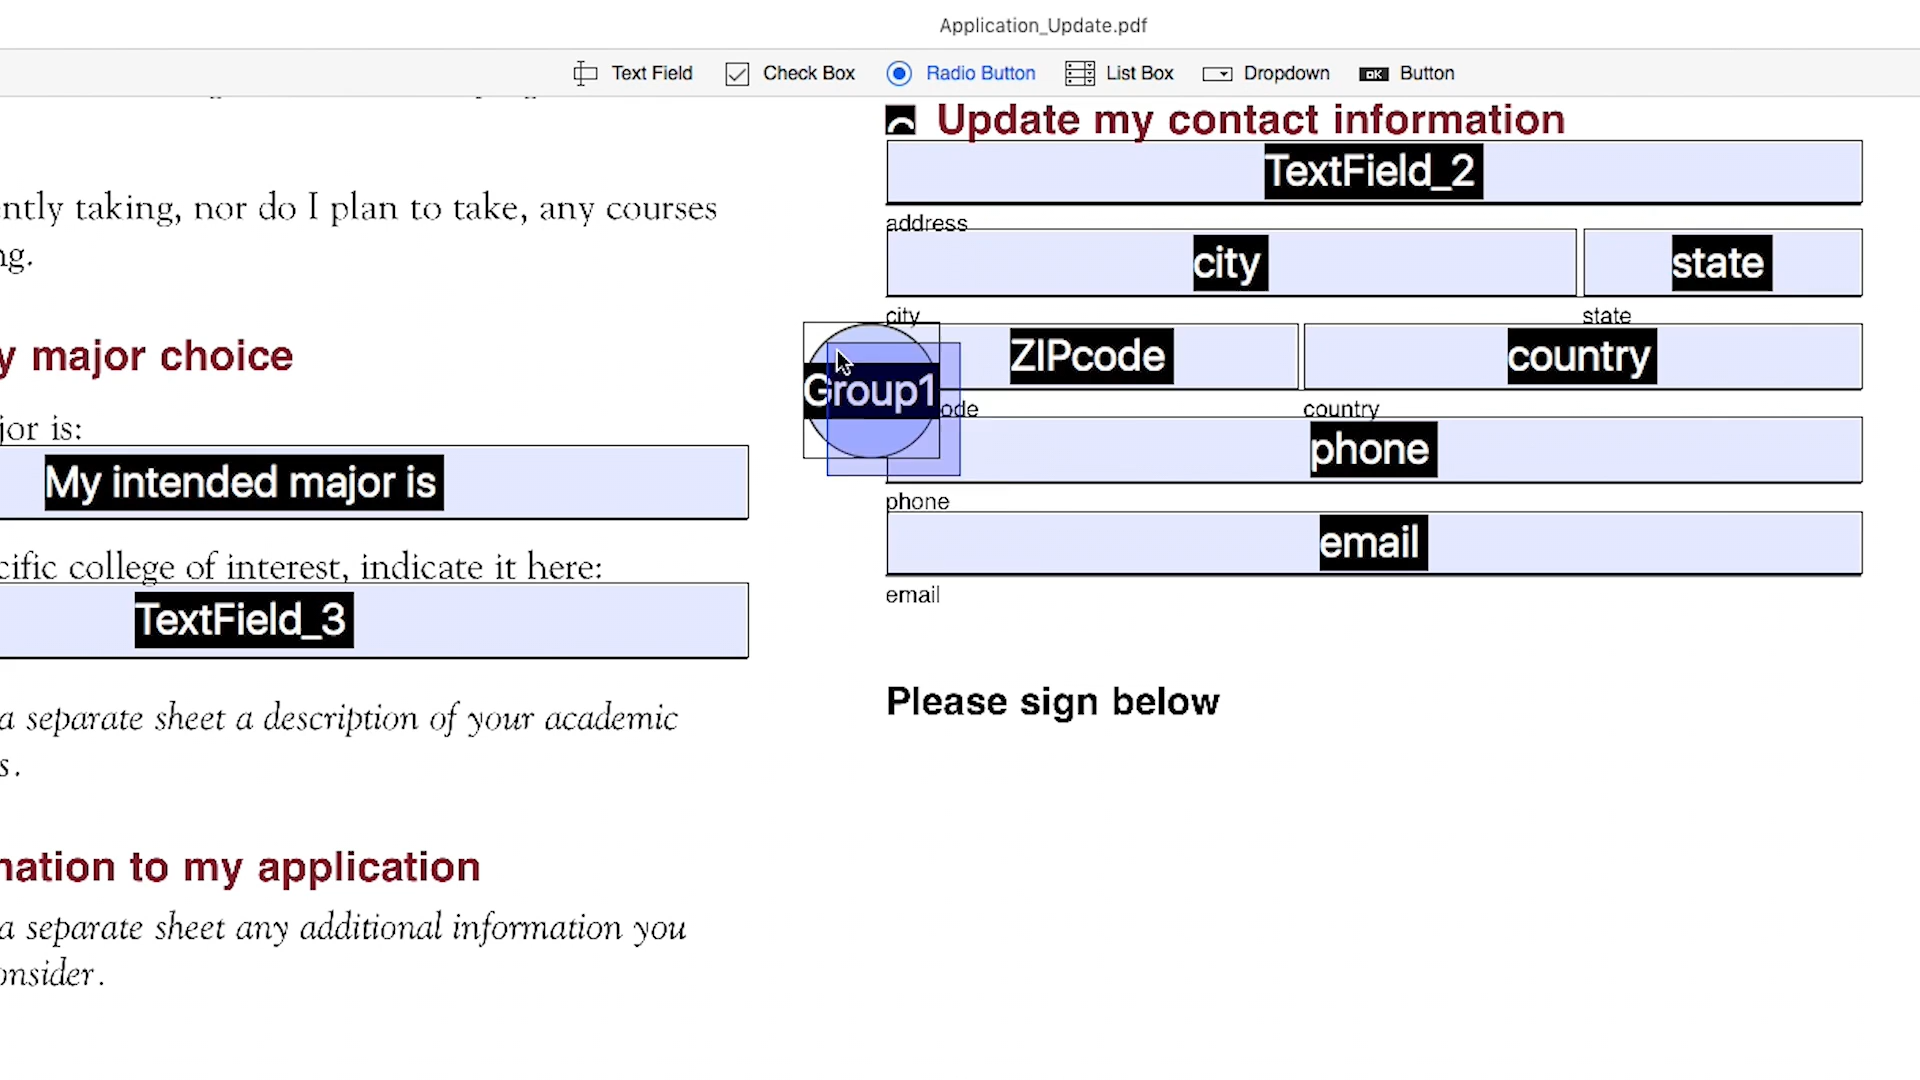 Application_Update.pdf
Text Field Check Box Radio Button List Box Dropdown OK Button
ntly taking, nor do I plan to take, any courses
g.
y major choice
or is:
My intended major is
cific college of interest, indicate it here:
TextField_3
a separate sheet a description of your academic
s.
nation to my application
a separate sheet any additional information you
onsider.
Update my contact information
TextField_2
address
city state
city state
Group1 ZIPcode country
ode country
phone
phone
email
email
Please sign below